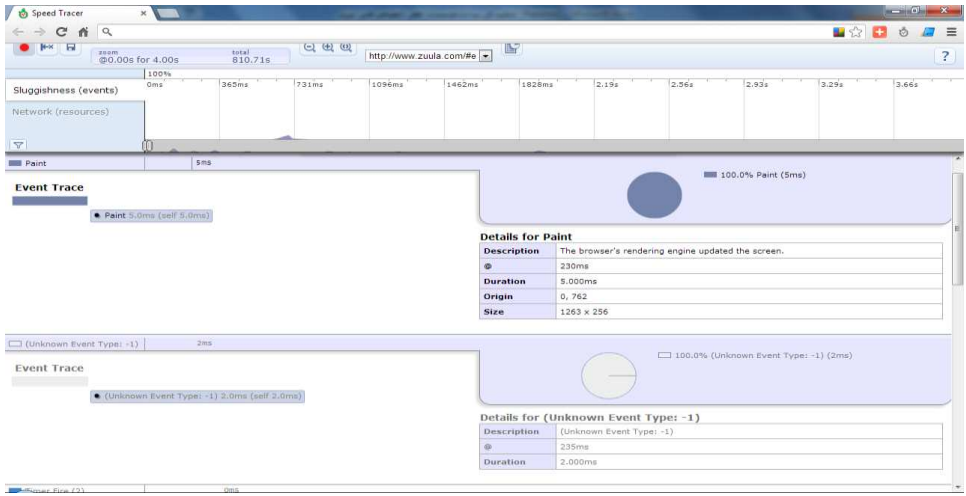 Speed Tracer
zoom
@0.00s for 4.00s
total
810.71s
http://www.zuula.com/#e
?
100%
Sluggishness (events)
0ms 365ms 731ms 1096ms 1462ms 1828ms 2.19s 2.56s 2.93s 3.29s 3.66s
Network (resources)
Paint 5ms
100.0% Paint (5ms)
Event Trace
Paint 5.0ms (self 5.0ms)
Details for Paint
Description The browser's rendering engine updated the screen.
@ 230ms
Duration 5.000ms
Origin 0, 762
Size 1263 x 256
(Unknown Event Type: -1) 2ms
100.0% (Unknown Event Type: -1) (2ms)
Event Trace
(Unknown Event Type: -1) 2.0ms (self 2.0ms)
Details for (Unknown Event Type: -1)
Description (Unknown Event Type: -1)
@ 235ms
Duration 2.000ms
Timer Fire (2) 0ms